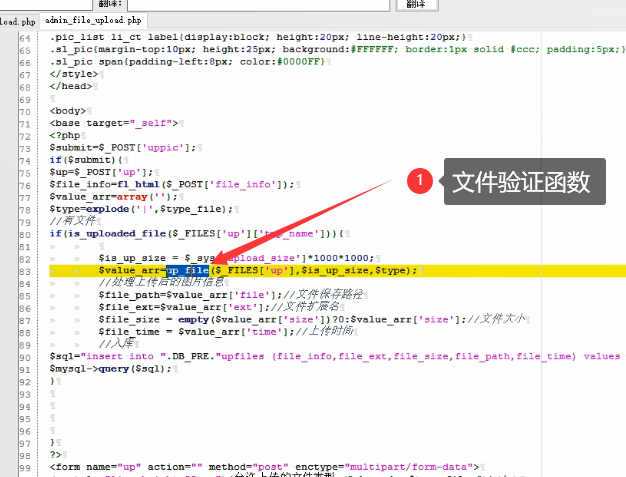 翻译:
翻译
load.php admin_file_upload.php
64 .pic_list li_ct label{display:block; height:20px; line-height:20px;}
65 .sl_pic{margin-top:10px; height:25px; background:#FFFFFF; border:1px solid #ccc; padding:5px;}
66 .sl_pic span{padding-left:8px; color:#0000FF}
67 </style>
68 </head>
69
70 <body>
71 <base target="_self">
72 <?php
73 $submit=$_POST['uppic'];
74 if($submit){
75 $up=$_POST['up'];
76 $file_info=fl_html($_POST['file_info']);
77 $value_arr=array('');
78 $type=explode('|',$type_file);
79 //有文件
80 if(is_uploaded_file($_FILES['up']['tmp_name'])){
81
82 $is_up_size = $_sys['upload_size']*1000*1000;
83 $value_arr=up_file($_FILES['up'],$is_up_size,$type);
84 //处理上传后的图片信息
85 $file_path=$value_arr['file'];//文件保存路径
86 $file_ext=$value_arr['ext'];//文件扩展名
87 $file_size = empty($value_arr['size'])?0:$value_arr['size'];//文件大小
88 $file_time = $value_arr['time'];//上传时间
89 //入库
90 $sql="insert into ".DB_PRE."upfiles (file_info,file_ext,file_size,file_path,file_time) values
91 $mysql->query($sql);
92 }
93
94
95
96
97 }
98 ?>
99 <form name="up" action="" method="post" enctype="multipart/form-data">
1 文件验证函数